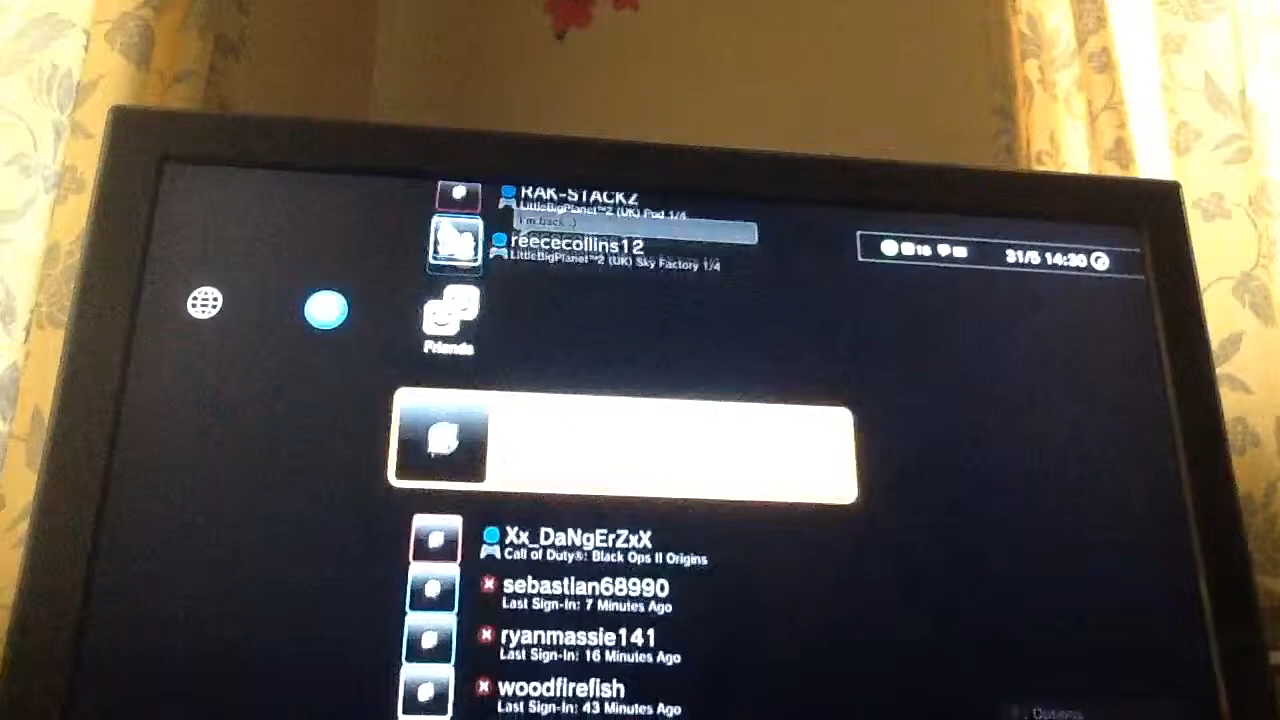 RAK-STACKZ
LittleBigPlanet™2 (UK) Pod 1/4
I'm back :)
reececollins12
LittleBigPlanet™2 (UK) Sky Factory 1/4
16
31/5 14:30
Friends
Xx_DaNgErZxX
Call of Duty®: Black Ops II Origins
sebastian68990
Last Sign-In: 7 Minutes Ago
ryanmassie141
Last Sign-In: 16 Minutes Ago
woodfirefish
Last Sign-In: 43 Minutes Ago
Options